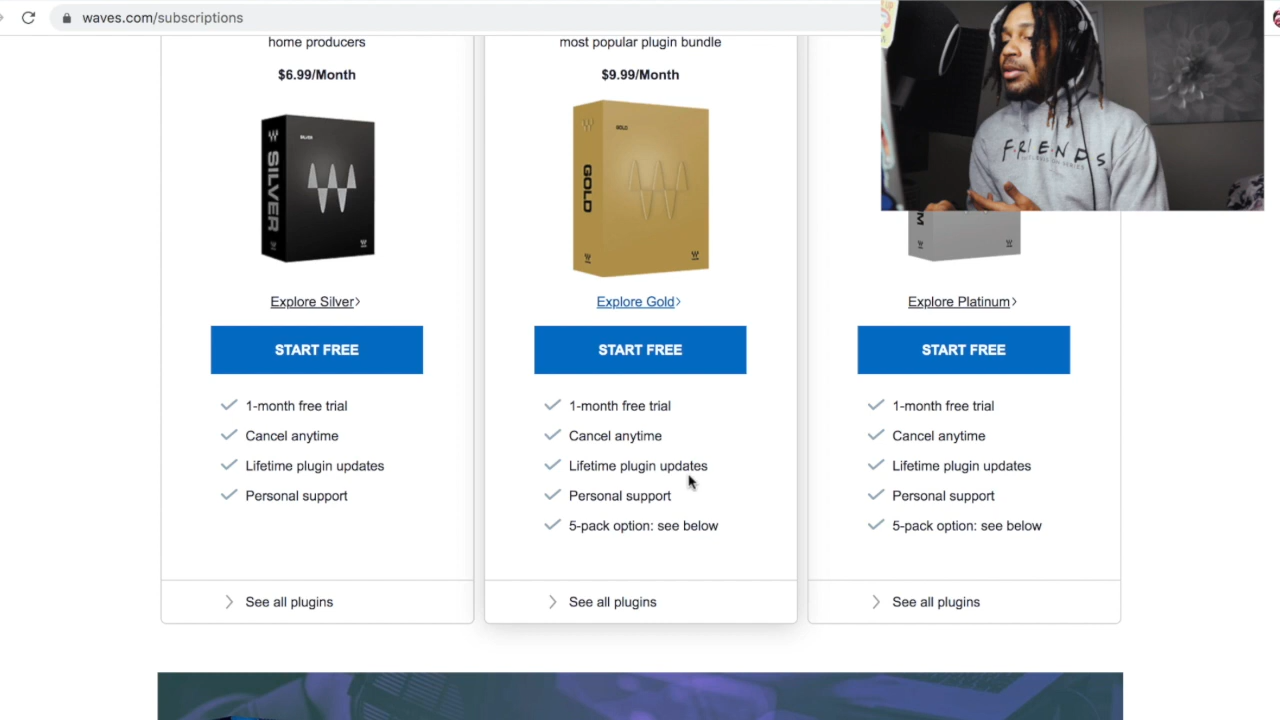 waves.com/subscriptions
home producers
$6.99/Month
SILVER
SILVER
Explore Silver
START FREE
1-month free trial
Cancel anytime
Lifetime plugin updates
Personal support
See all plugins
most popular plugin bundle
$9.99/Month
GOLD
GOLD
Explore Gold
START FREE
1-month free trial
Cancel anytime
Lifetime plugin updates
Personal support
5-pack option: see below
See all plugins
M
Explore Platinum
START FREE
1-month free trial
Cancel anytime
Lifetime plugin updates
Personal support
5-pack option: see below
See all plugins
F.R.I.E.N.D.S